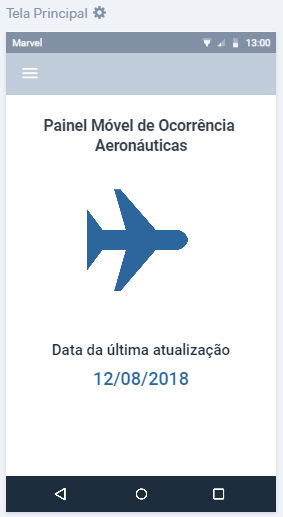 Tela Principal
Marvel 13:00
Painel Móvel de Ocorrência
Aeronáuticas
Data da última atualização
12/08/2018